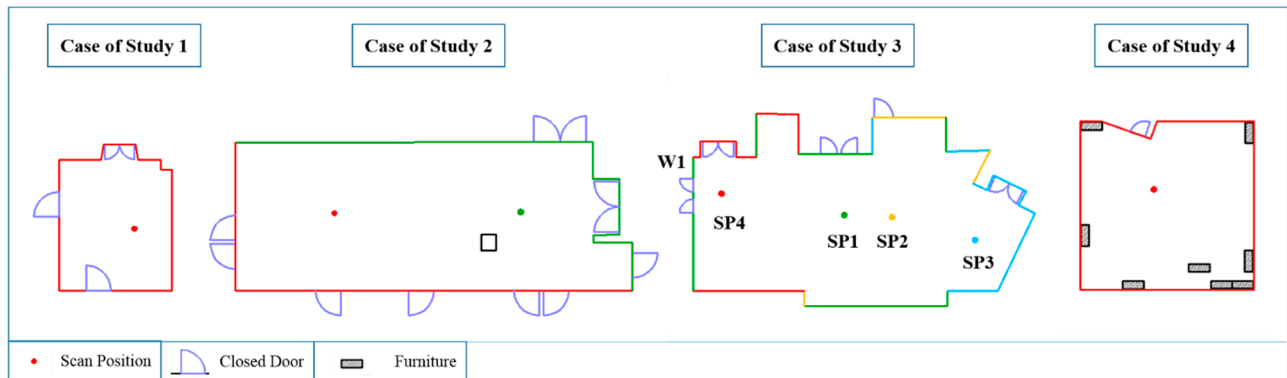 Case of Study 1
Case of Study 2
Case of Study 3
Case of Study 4
W1
SP4
SP1
SP2
SP3
Scan Position
Closed Door
Furniture